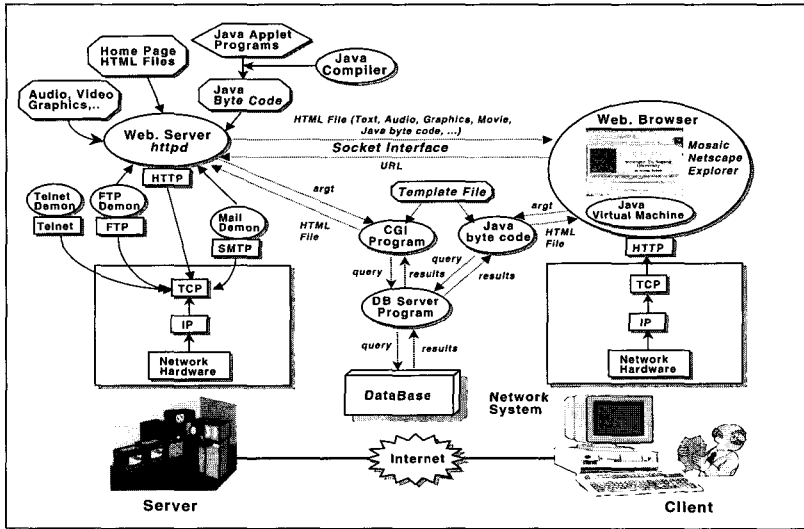 Java Applet
Programs
Home Page
HTML Files
Java
Compiler
Audio, Video
Graphics,..
Java
Byte Code
Web. Server
httpd
HTML File (Text, Audio, Graphics, Movie,
Java byte code, ...)
Socket Interface
URL
Web. Browser
Mosaic
Netscape
Explorer
Java
Virtual Machine
HTTP
HTTP
Telnet
Demon
Telnet
FTP
Demon
FTP
Mail
Demon
SMTP
argt
HTML
File
Template File
CGI
Program
Java
byte code
argt
HTML
File
query
results
query
results
DB Server
Program
query
results
DataBase
TCP
IP
Network
Hardware
TCP
IP
Network
Hardware
Network
System
Internet
Server
Client